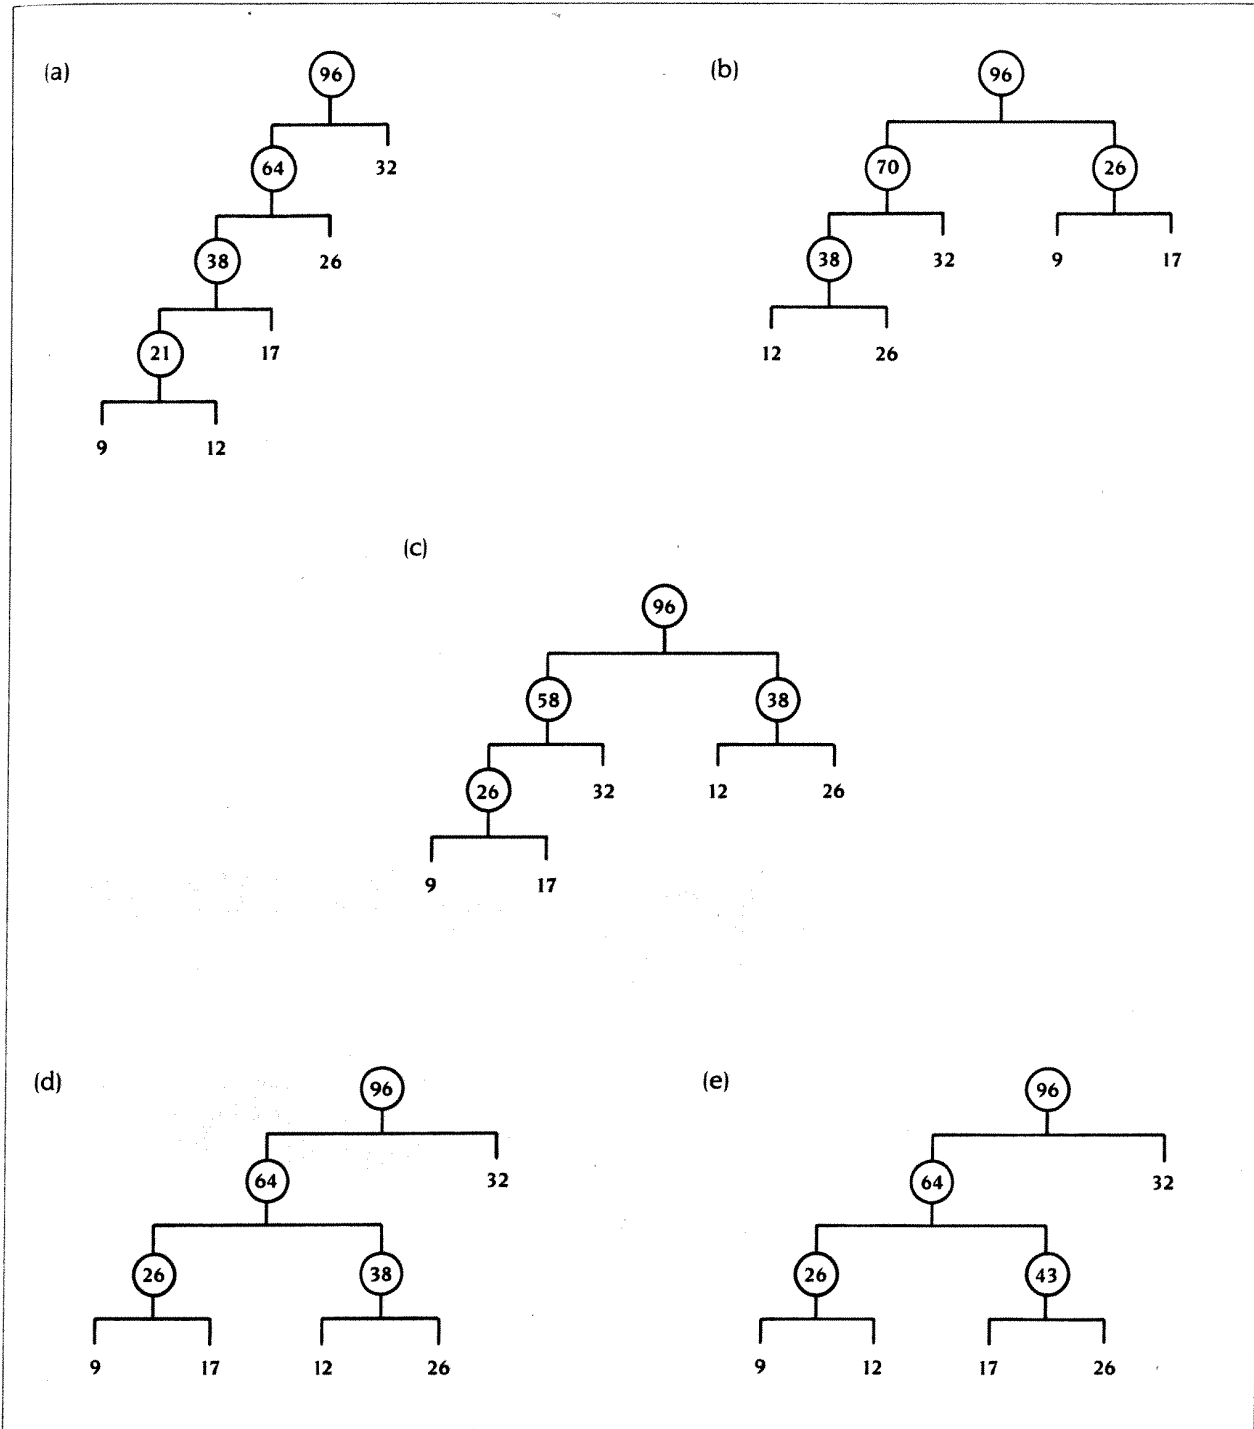 (a) 96 (b) 96
64 32 70 26
38 26 38 32 9 17
21 17 12 26
9 12
(c)
96
58 38
26 32 12 26
9 17
(d) 96 (e) 96
64 32 64 32
26 38 26 43
9 17 12 26 9 12 17 26